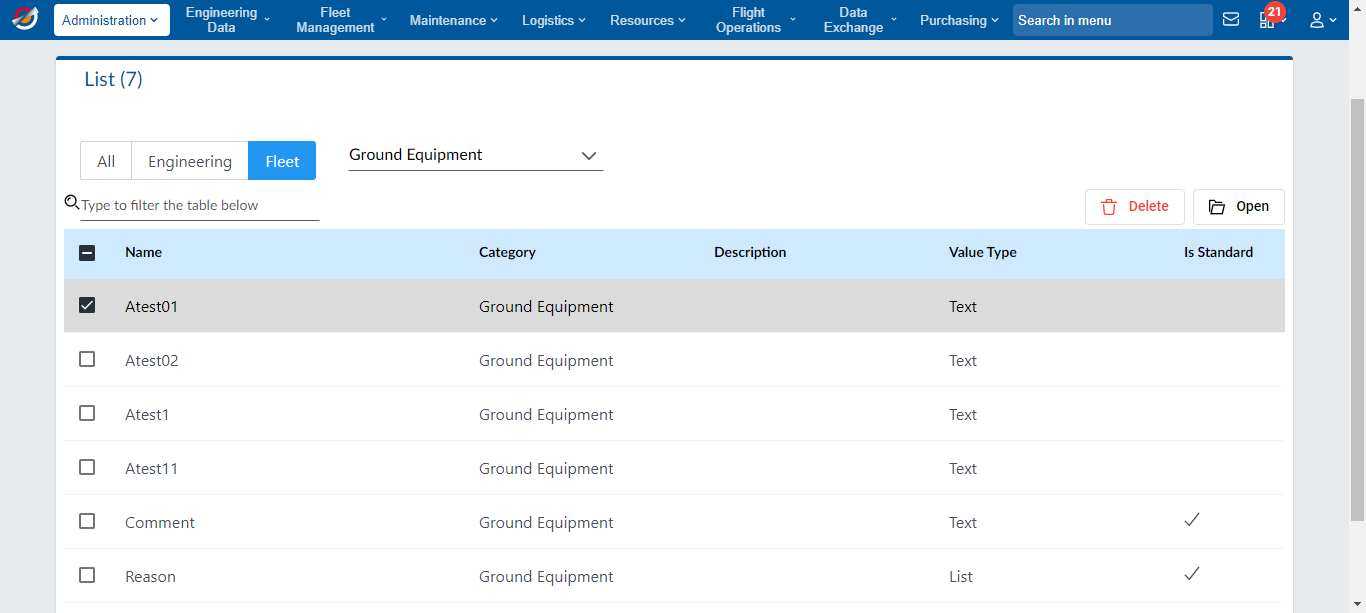 Administration
Engineering
Data
Fleet
Management
Maintenance
Logistics
Resources
Flight
Operations
Data
Exchange
Purchasing
Search in menu
21
List (7)
All
Engineering
Fleet
Ground Equipment
Type to filter the table below
Delete
Open
Name Category Description Value Type Is Standard
Atest01 Ground Equipment Text
Atest02 Ground Equipment Text
Atest1 Ground Equipment Text
Atest11 Ground Equipment Text
Comment Ground Equipment Text
Reason Ground Equipment List